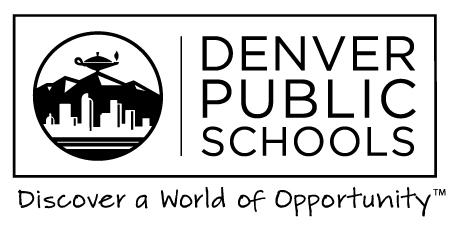 DENVER
PUBLIC
SCHOOLS
Discover a World of Opportunity™